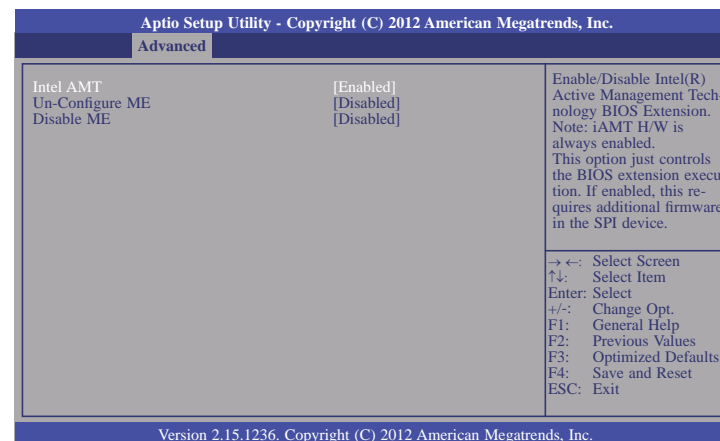 Aptio Setup Utility - Copyright (C) 2012 American Megatrends, Inc.
Advanced
Intel AMT [Enabled]
Un-Configure ME [Disabled]
Disable ME [Disabled]
Enable/Disable Intel(R)
Active Management Tech-
nology BIOS Extension.
Note: iAMT H/W is
always enabled.
This option just controls
the BIOS extension execu
tion. If enabled, this re-
quires additional firmware
in the SPI device.
→ ←: Select Screen
↑↓: Select Item
Enter: Select
+/-: Change Opt.
F1: General Help
F2: Previous Values
F3: Optimized Defaults
F4: Save and Reset
ESC: Exit
Version 2.15.1236. Copyright (C) 2012 American Megatrends, Inc.